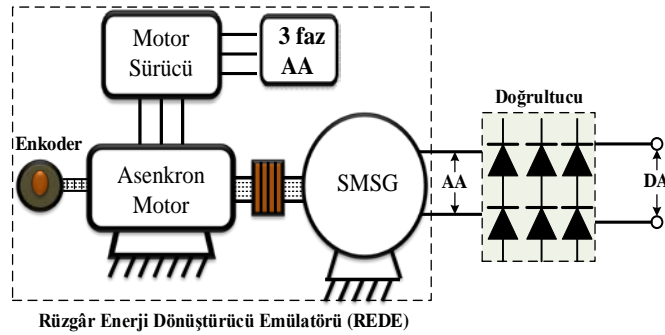 Motor
Sürücü
3 faz
AA
Enkoder
Asenkron
Motor
SMSG
AA
Doğrultucu
DA
Rüzgâr Enerji Dönüştürücü Emülatörü (REDE)